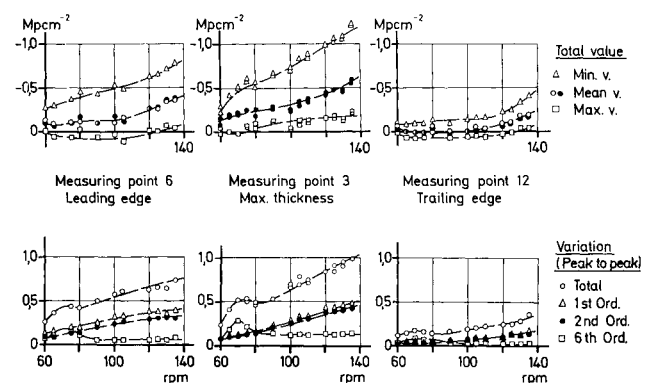 Mpcm⁻² Mpcm⁻² Mpcm⁻²
-1,0 -1,0 -1,0
-0,5 -0,5 -0,5
0 0 0
140 140 140
Total value
△ Min. v.
○● Mean v.
□ Max. v.
Measuring point 6
Leading edge
Measuring point 3
Max. thickness
Measuring point 12
Trailing edge
1,0 1,0 1,0
0,5 0,5 0,5
0 0 0
60 100 140 60 100 140 60 100 140
rpm rpm rpm
Variation
(Peak to peak)
○ Total
△ 1st Ord.
● 2nd Ord.
□ 6th Ord.